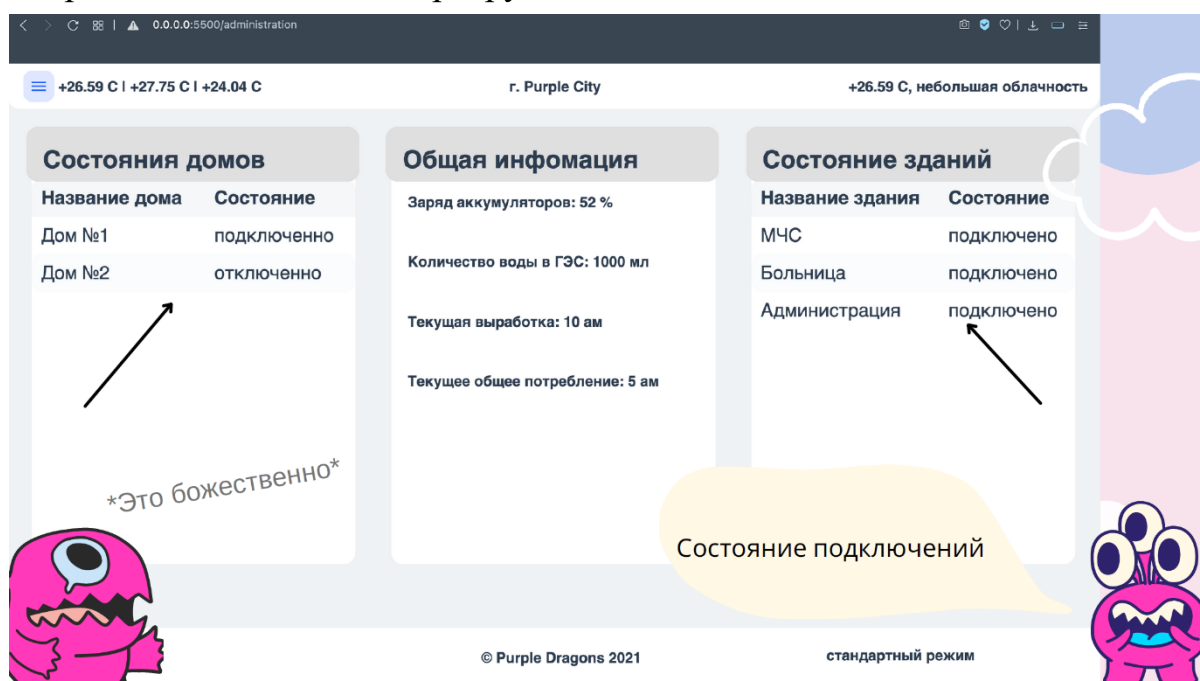 0.0.0.0:5500/administration
+26.59 C | +27.75 C | +24.04 C
г. Purple City
+26.59 C, небольшая облачность
Состояния домов
Название дома Состояние
Дом №1 подключенно
Дом №2 отключенно
Общая инфомация
Заряд аккумуляторов: 52 %
Количество воды в ГЭС: 1000 мл
Текущая выработка: 10 ам
Текущее общее потребление: 5 ам
Состояние зданий
Название здания Состояние
МЧС подключено
Больница подключено
Администрация подключено
*Это божественно*
Состояние подключений
© Purple Dragons 2021
стандартный режим